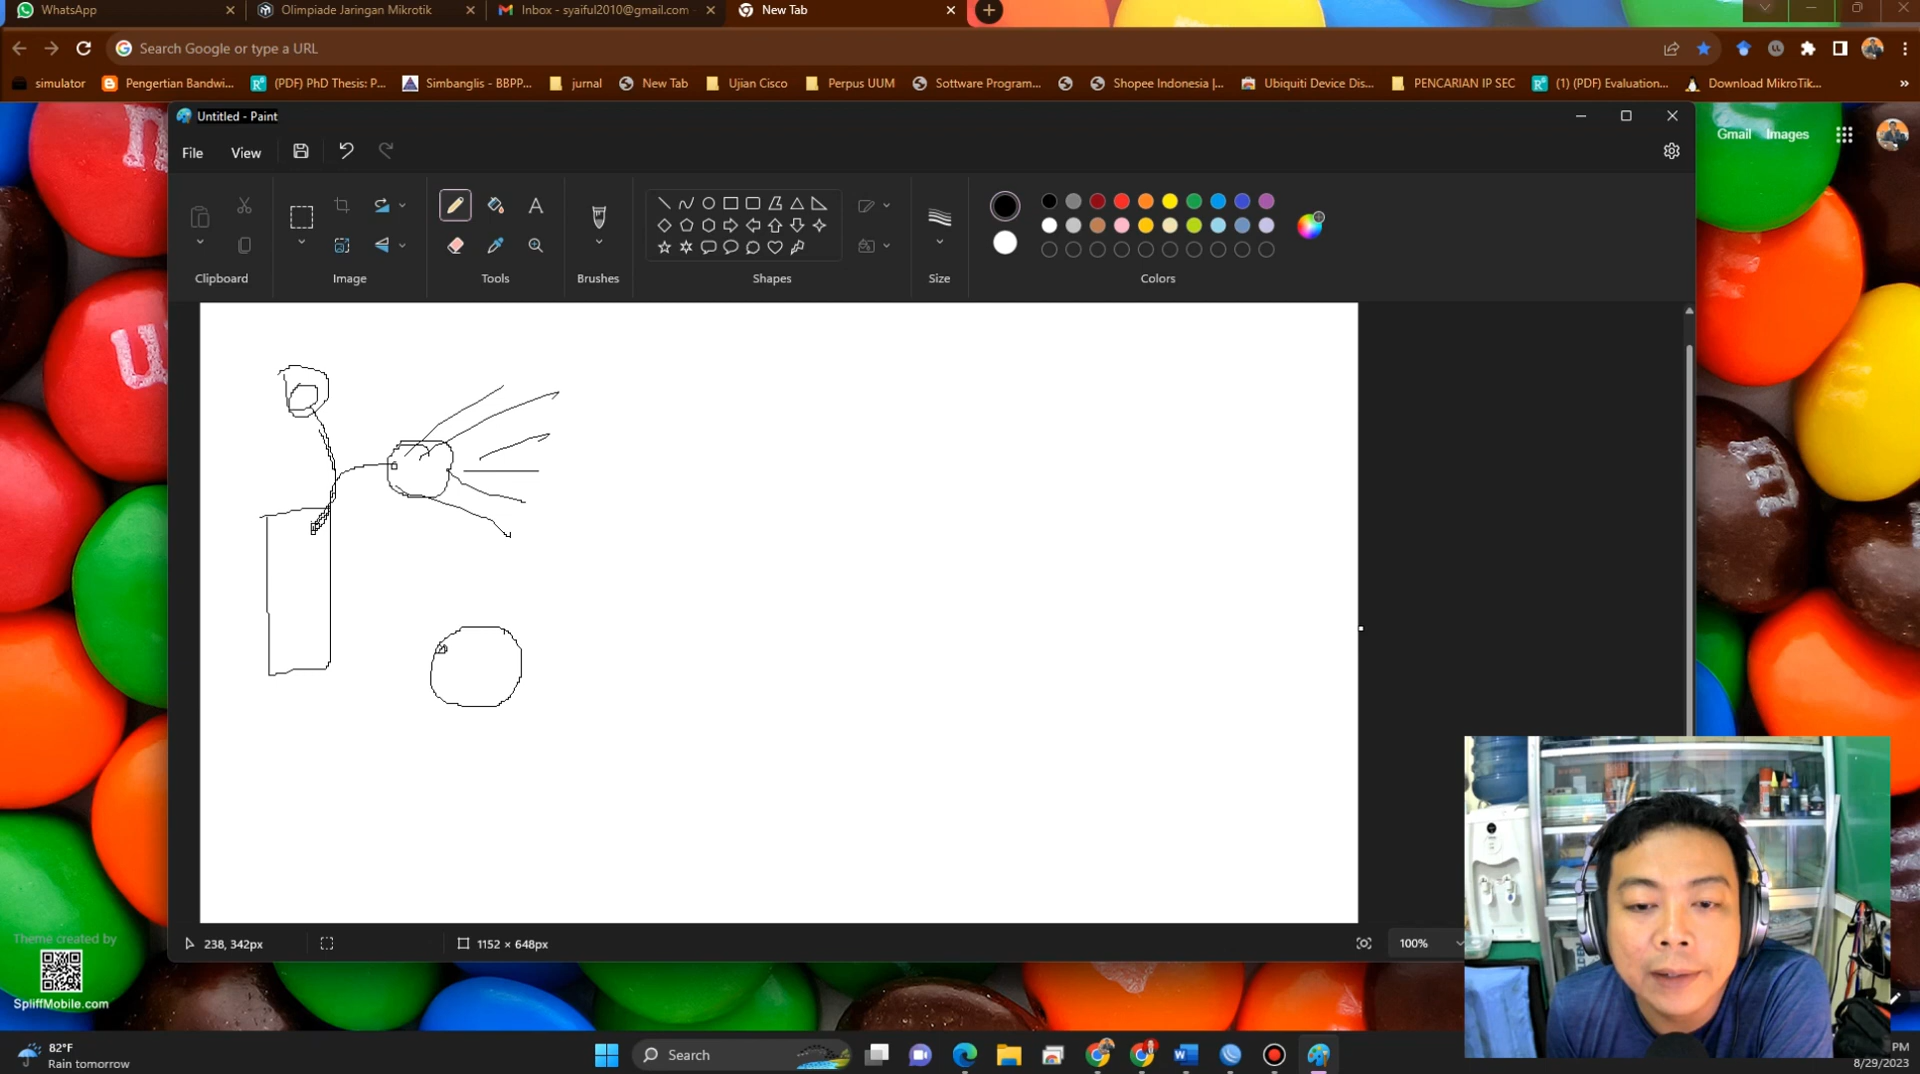 WhatsApp
Olimpiade Jaringan Mikrotik
Inbox - syaiful2010@gmail.com
New Tab
Search Google or type a URL
simulator
Pengertian Bandwi...
(PDF) PhD Thesis: P...
Simbanglis - BBPP...
jurnal
New Tab
Ujian Cisco
Perpus UUM
Sottware Program...
Shopee Indonesia |...
Ubiquiti Device Dis...
PENCARIAN IP SEC
(1) (PDF) Evaluation...
Download MikroTik...
»
Untitled - Paint
Gmail
Images
File
View
Clipboard
Image
Tools
Brushes
Shapes
Size
Colors
238, 342px
1152 × 648px
100%
Theme created by
SpliffMobile.com
82°F
Rain tomorrow
Search
PM
8/29/2023